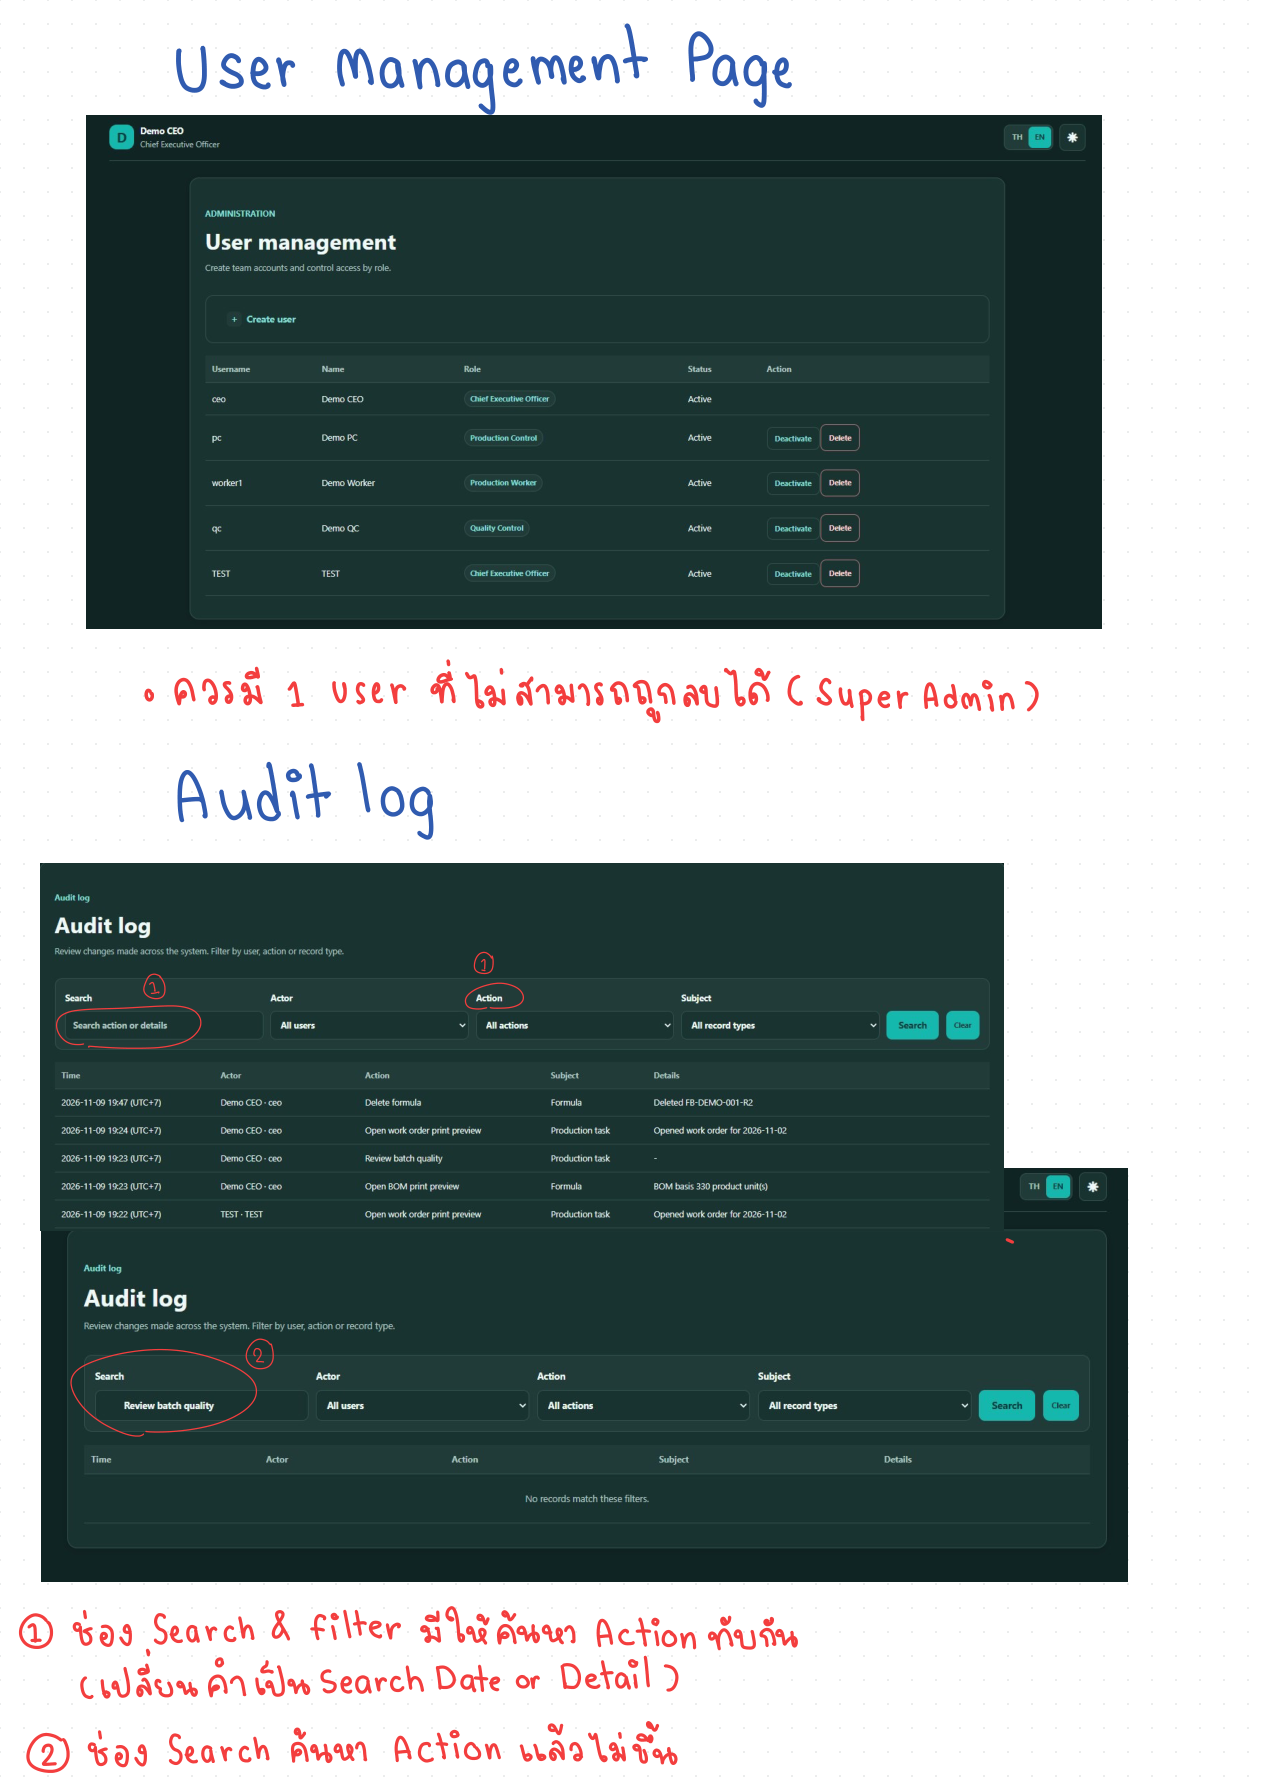 User Management Page
D
Demo CEO
Chief Executive Officer
TH EN
ADMINISTRATION
User management
Create team accounts and control access by role.
+ Create user
Username Name Role Status Action
ceo Demo CEO Chief Executive Officer Active
pc Demo PC Production Control Active Deactivate Delete
worker1 Demo Worker Production Worker Active Deactivate Delete
qc Demo QC Quality Control Active Deactivate Delete
TEST TEST Chief Executive Officer Active Deactivate Delete
ควรมี 1 user ที่ไม่สามารถถูกลบได้ (Super Admin)
Audit log
Audit log
Audit log
Review changes made across the system. Filter by user, action or record type.
1 1
Search Actor Action Subject
Search action or details All users All actions All record types Search Clear
Time Actor Action Subject Details
2026-11-09 19:47 (UTC+7) Demo CEO · ceo Delete formula Formula Deleted FB-DEMO-001-R2
2026-11-09 19:24 (UTC+7) Demo CEO · ceo Open work order print preview Production task Opened work order for 2026-11-02
2026-11-09 19:23 (UTC+7) Demo CEO · ceo Review batch quality Production task -
2026-11-09 19:23 (UTC+7) Demo CEO · ceo Open BOM print preview Formula BOM basis 330 product unit(s)
2026-11-09 19:22 (UTC+7) TEST · TEST Open work order print preview Production task Opened work order for 2026-11-02
TH EN
Audit log
Audit log
Review changes made across the system. Filter by user, action or record type.
2
Search Actor Action Subject
Review batch quality All users All actions All record types Search Clear
Time Actor Action Subject Details
No records match these filters.
① ช่อง Search & filter มีให้ค้นหา Action ทับกัน
(เปลี่ยนคำเป็น Search Date or Detail)
② ช่อง Search ค้นหา Action แล้วไม่ขึ้น